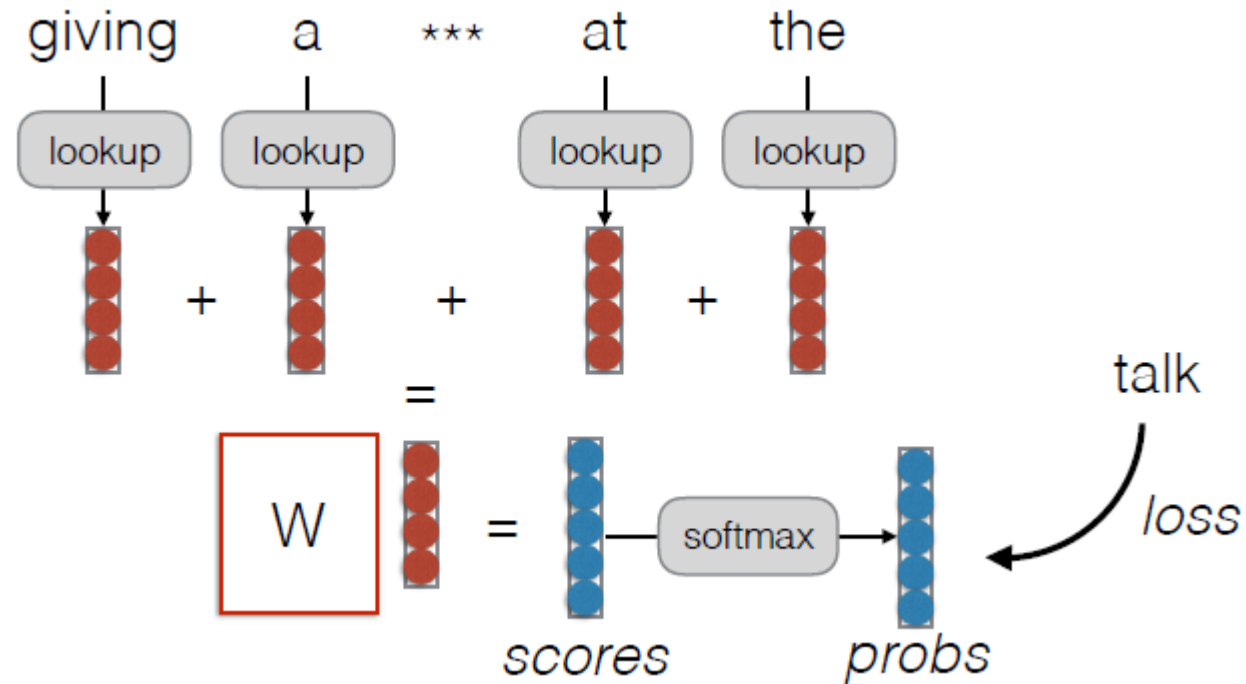 giving a *** at the
lookup lookup lookup lookup
+ + +
=
talk
W = softmax
loss
scores probs